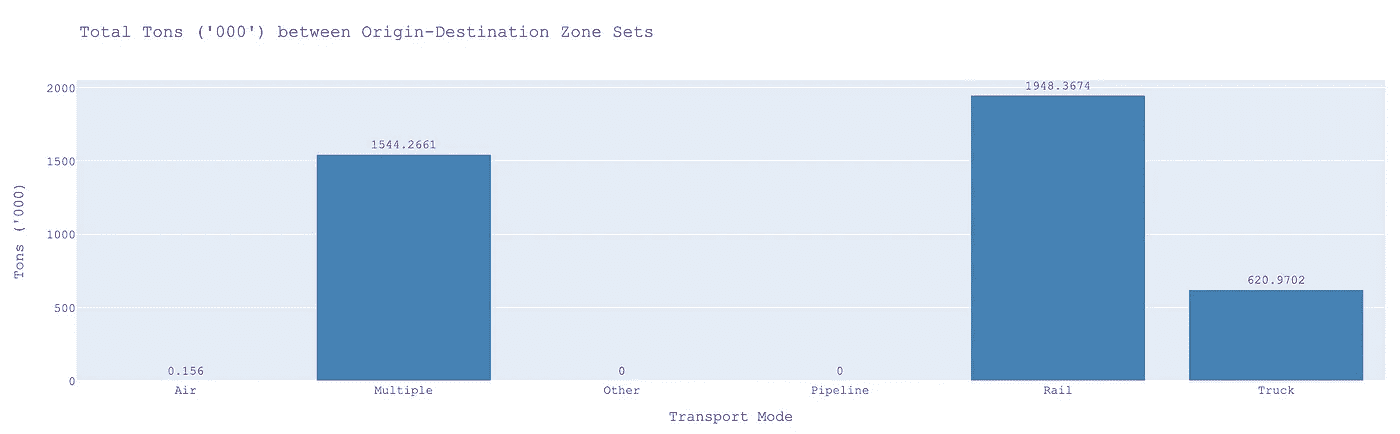 Total Tons ('000') between Origin-Destination Zone Sets
Tons ('000)
2000
1500
1000
500
0
0.156
1544.2661
0
0
1948.3674
620.9702
Air
Multiple
Other
Pipeline
Rail
Truck
Transport Mode